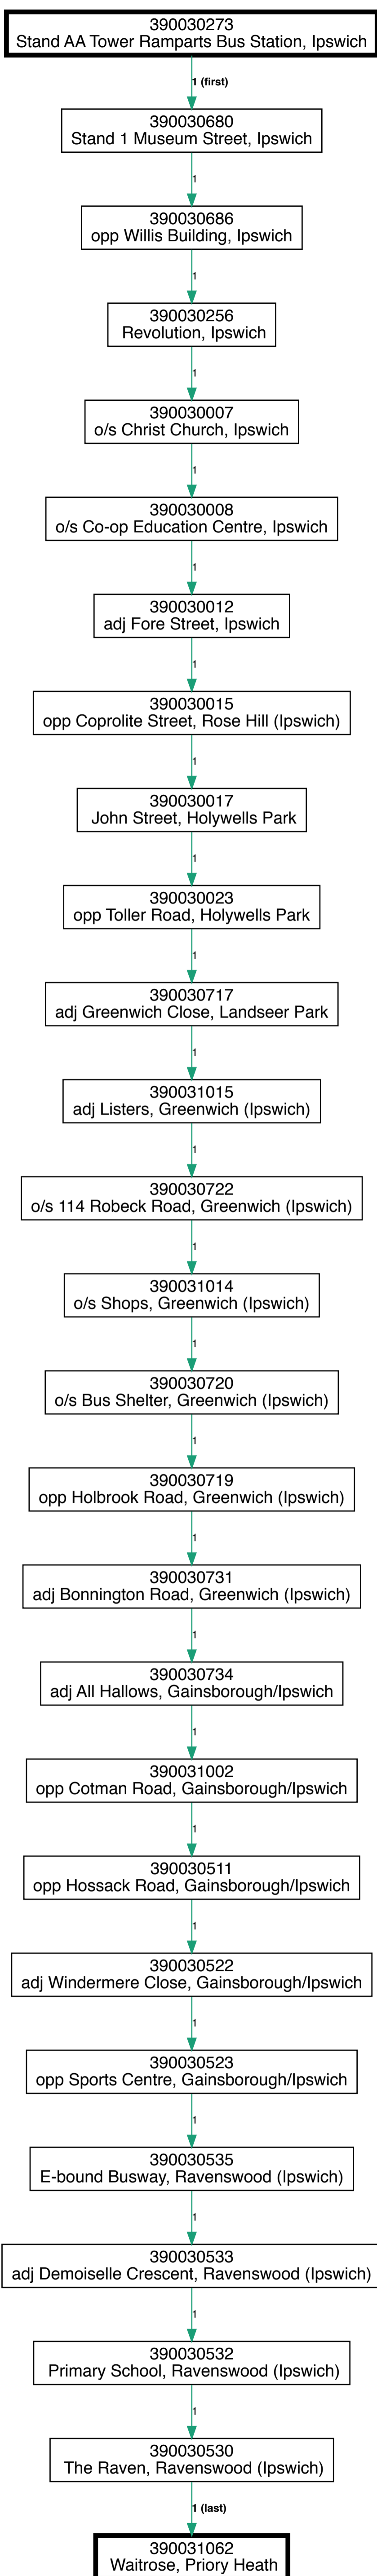 390030273
Stand AA Tower Ramparts Bus Station, Ipswich
1 (first)
390030680
Stand 1 Museum Street, Ipswich
1
390030686
opp Willis Building, Ipswich
1
390030256
Revolution, Ipswich
1
390030007
o/s Christ Church, Ipswich
1
390030008
o/s Co-op Education Centre, Ipswich
1
390030012
adj Fore Street, Ipswich
1
390030015
opp Coprolite Street, Rose Hill (Ipswich)
1
390030017
John Street, Holywells Park
1
390030023
opp Toller Road, Holywells Park
1
390030717
adj Greenwich Close, Landseer Park
1
390031015
adj Listers, Greenwich (Ipswich)
1
390030722
o/s 114 Robeck Road, Greenwich (Ipswich)
1
390031014
o/s Shops, Greenwich (Ipswich)
1
390030720
o/s Bus Shelter, Greenwich (Ipswich)
1
390030719
opp Holbrook Road, Greenwich (Ipswich)
1
390030731
adj Bonnington Road, Greenwich (Ipswich)
1
390030734
adj All Hallows, Gainsborough/Ipswich
1
390031002
opp Cotman Road, Gainsborough/Ipswich
1
390030511
opp Hossack Road, Gainsborough/Ipswich
1
390030522
adj Windermere Close, Gainsborough/Ipswich
1
390030523
opp Sports Centre, Gainsborough/Ipswich
1
390030535
E-bound Busway, Ravenswood (Ipswich)
1
390030533
adj Demoiselle Crescent, Ravenswood (Ipswich)
1
390030532
Primary School, Ravenswood (Ipswich)
1
390030530
The Raven, Ravenswood (Ipswich)
1 (last)
390031062
Waitrose, Priory Heath